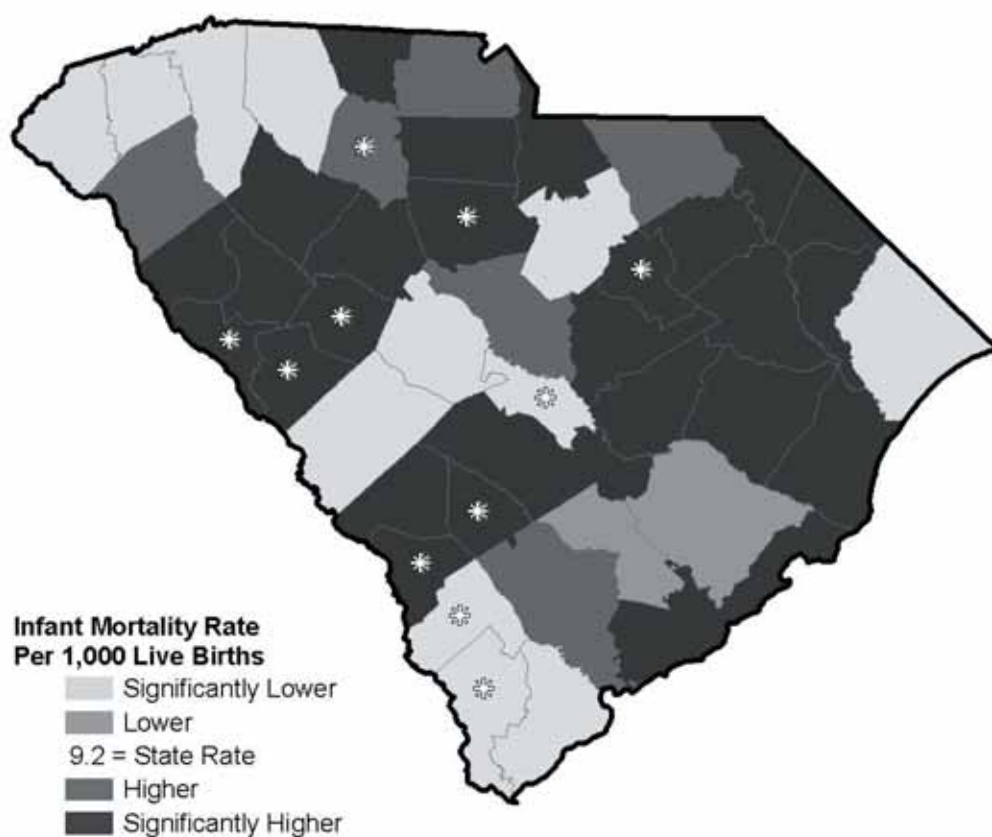 Infant Mortality Rate
Per 1,000 Live Births
Significantly Lower
Lower
9.2 = State Rate
Higher
Significantly Higher